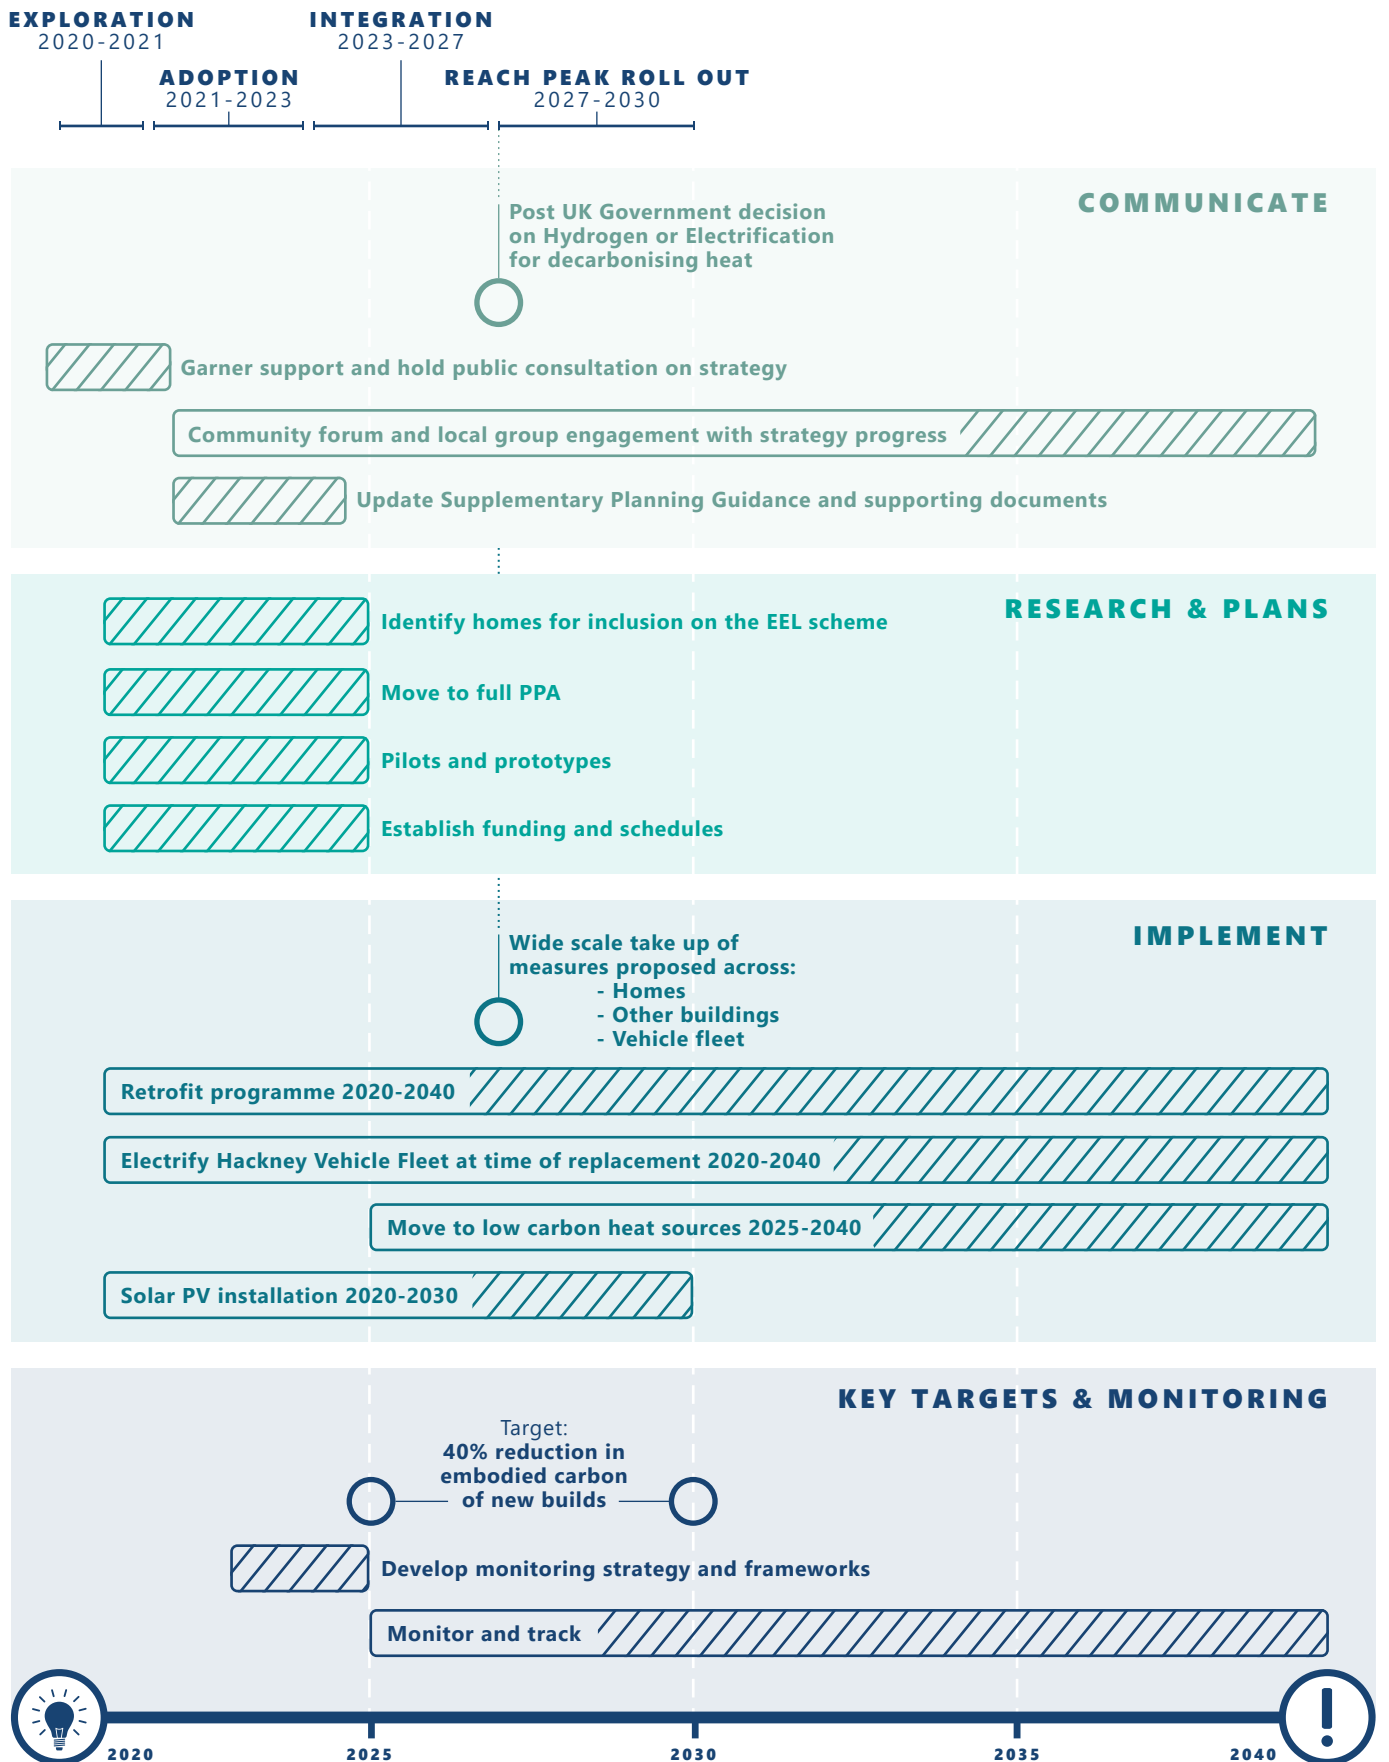 EXPLORATION
2020-2021
INTEGRATION
2023-2027
ADOPTION
2021-2023
REACH PEAK ROLL OUT
2027-2030
COMMUNICATE
Post UK Government decision
on Hydrogen or Electrification
for decarbonising heat
Garner support and hold public consultation on strategy
Community forum and local group engagement with strategy progress
Update Supplementary Planning Guidance and supporting documents
RESEARCH & PLANS
Identify homes for inclusion on the EEL scheme
Move to full PPA
Pilots and prototypes
Establish funding and schedules
IMPLEMENT
Wide scale take up of
measures proposed across:
- Homes
- Other buildings
- Vehicle fleet
Retrofit programme 2020-2040
Electrify Hackney Vehicle Fleet at time of replacement 2020-2040
Move to low carbon heat sources 2025-2040
Solar PV installation 2020-2030
KEY TARGETS & MONITORING
Target:
40% reduction in
embodied carbon
of new builds
Develop monitoring strategy and frameworks
Monitor and track
2020
2025
2030
2035
2040